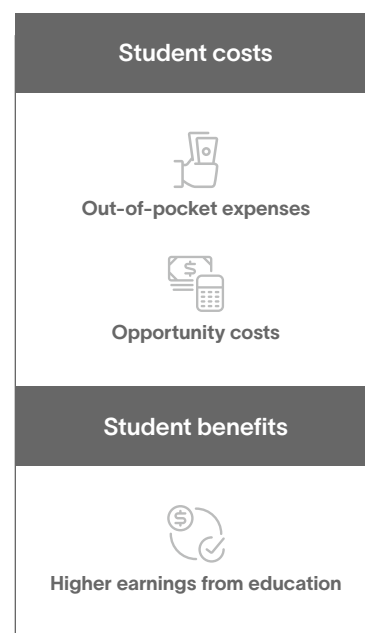 Student costs
Out-of-pocket expenses
$
Opportunity costs
Student benefits
$
Higher earnings from education